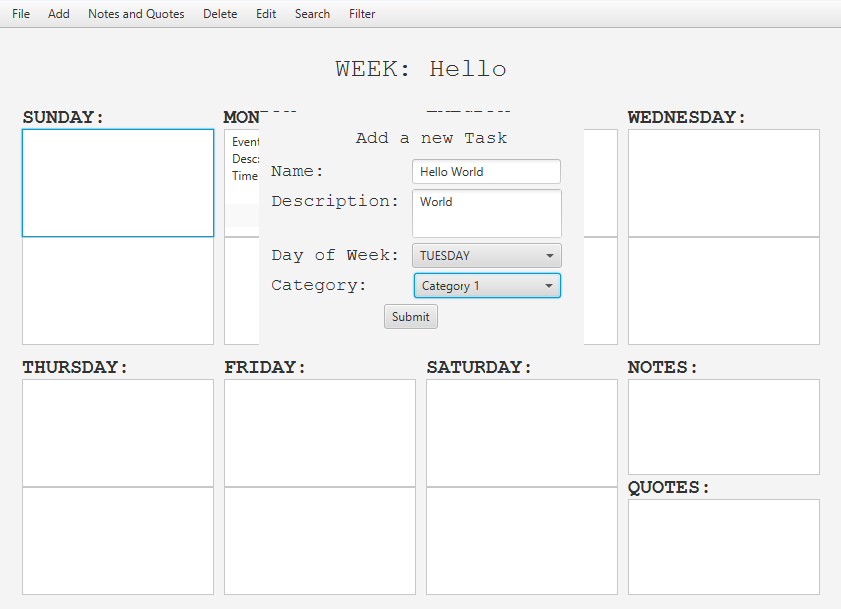 File Add Notes and Quotes Delete Edit Search Filter
WEEK: Hello
SUNDAY:
MON
WEDNESDAY:
Event
Desc:
Time
Add a new Task
Name:
Hello World
Description:
World
Day of Week:
TUESDAY
Category:
Category 1
Submit
THURSDAY:
FRIDAY:
SATURDAY:
NOTES:
QUOTES: